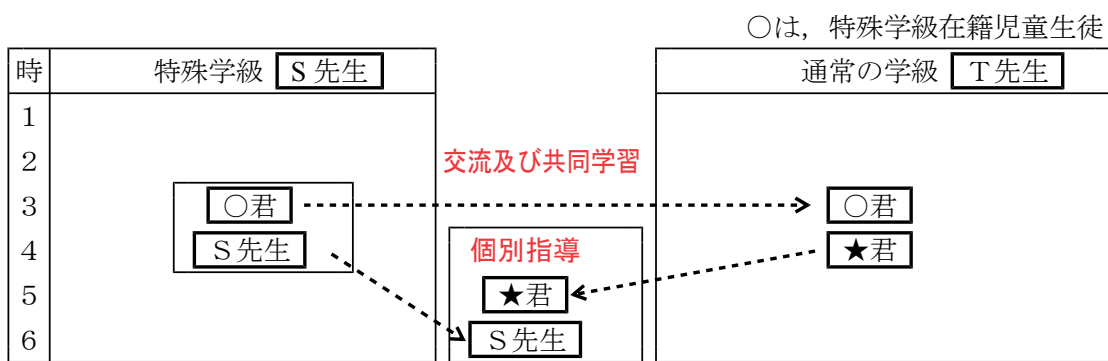 ○は，特殊学級在籍児童生徒
時 特殊学級 S先生 通常の学級 T先生
1
2 交流及び共同学習
3 ○君 ○君
4 S先生 個別指導 ★君
5 ★君
6 S先生